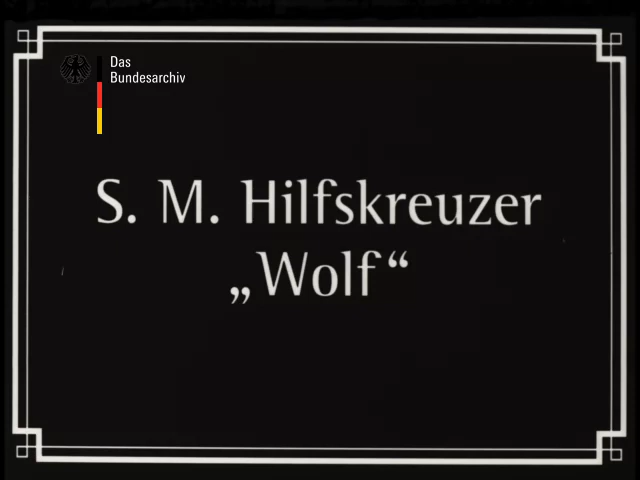 Das
Bundesarchiv
S. M. Hilfskreuzer
„Wolf“